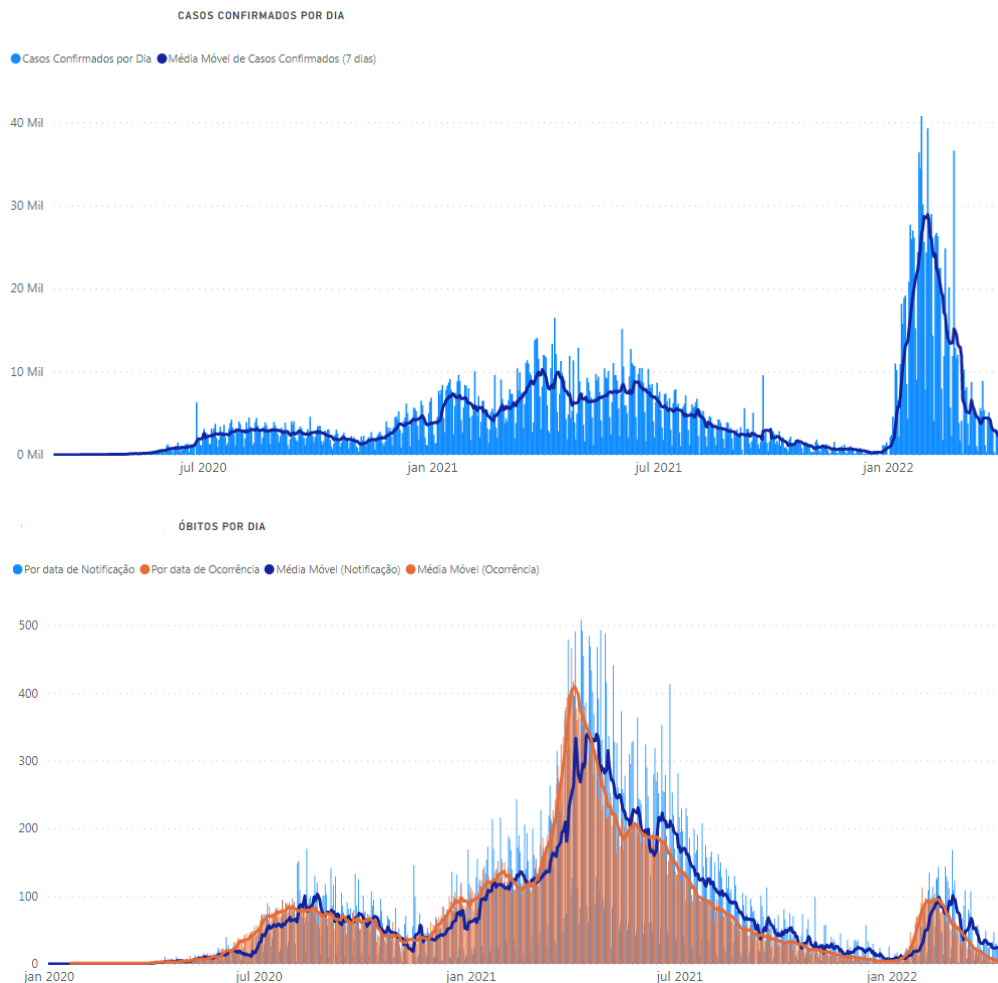 CASOS CONFIRMADOS POR DIA
Casos Confirmados por Dia Média Móvel de Casos Confirmados (7 dias)
40 Mil
30 Mil
20 Mil
10 Mil
0 Mil
jul 2020 jan 2021 jul 2021 jan 2022
ÓBITOS POR DIA
Por data de Notificação Por data de Ocorrência Média Móvel (Notificação) Média Móvel (Ocorrência)
500
400
300
200
100
0
jan 2020 jul 2020 jan 2021 jul 2021 jan 2022